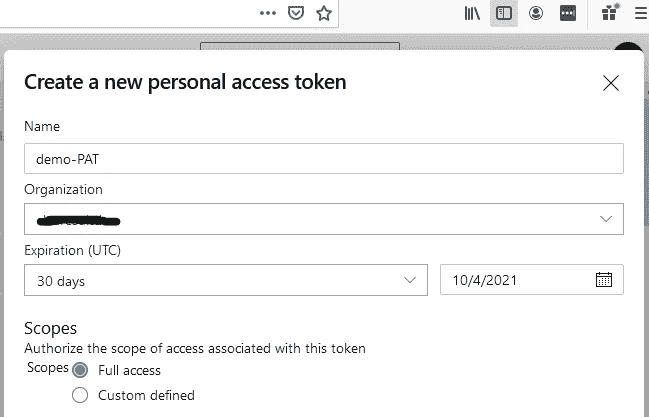 Create a new personal access token
Name
demo-PAT
Organization
Expiration (UTC)
30 days
10/4/2021
Scopes
Authorize the scope of access associated with this token
Scopes
Full access
Custom defined